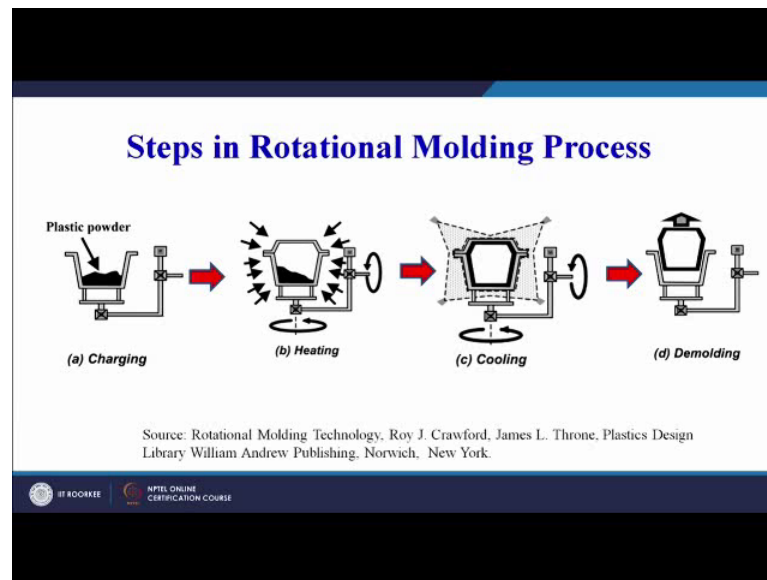 Steps in Rotational Molding Process
Plastic powder
(a) Charging
(b) Heating
(c) Cooling
(d) Demolding
Source: Rotational Molding Technology, Roy J. Crawford, James L. Throne, Plastics Design
Library William Andrew Publishing, Norwich, New York.
IIT ROORKEE
NPTEL ONLINE
CERTIFICATION COURSE